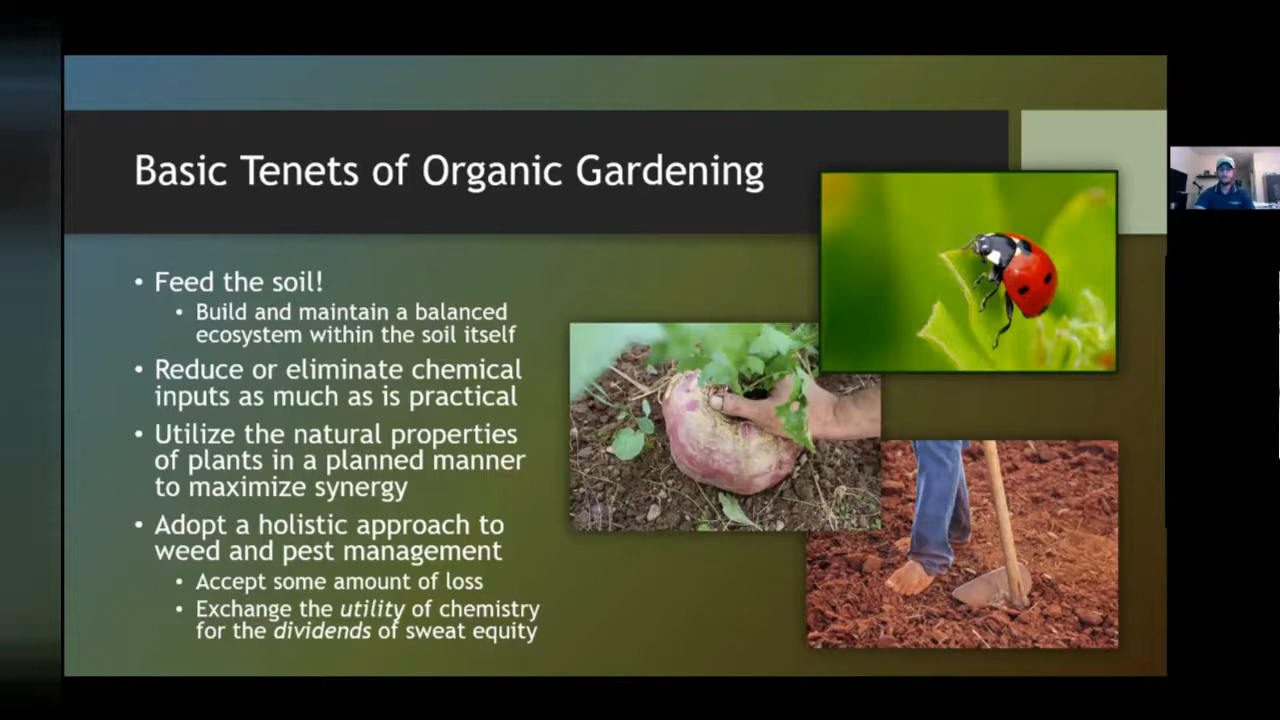 Basic Tenets of Organic Gardening
• Feed the soil!
• Build and maintain a balanced
ecosystem within the soil itself
• Reduce or eliminate chemical
inputs as much as is practical
• Utilize the natural properties
of plants in a planned manner
to maximize synergy
• Adopt a holistic approach to
weed and pest management
• Accept some amount of loss
• Exchange the utility of chemistry
for the dividends of sweat equity